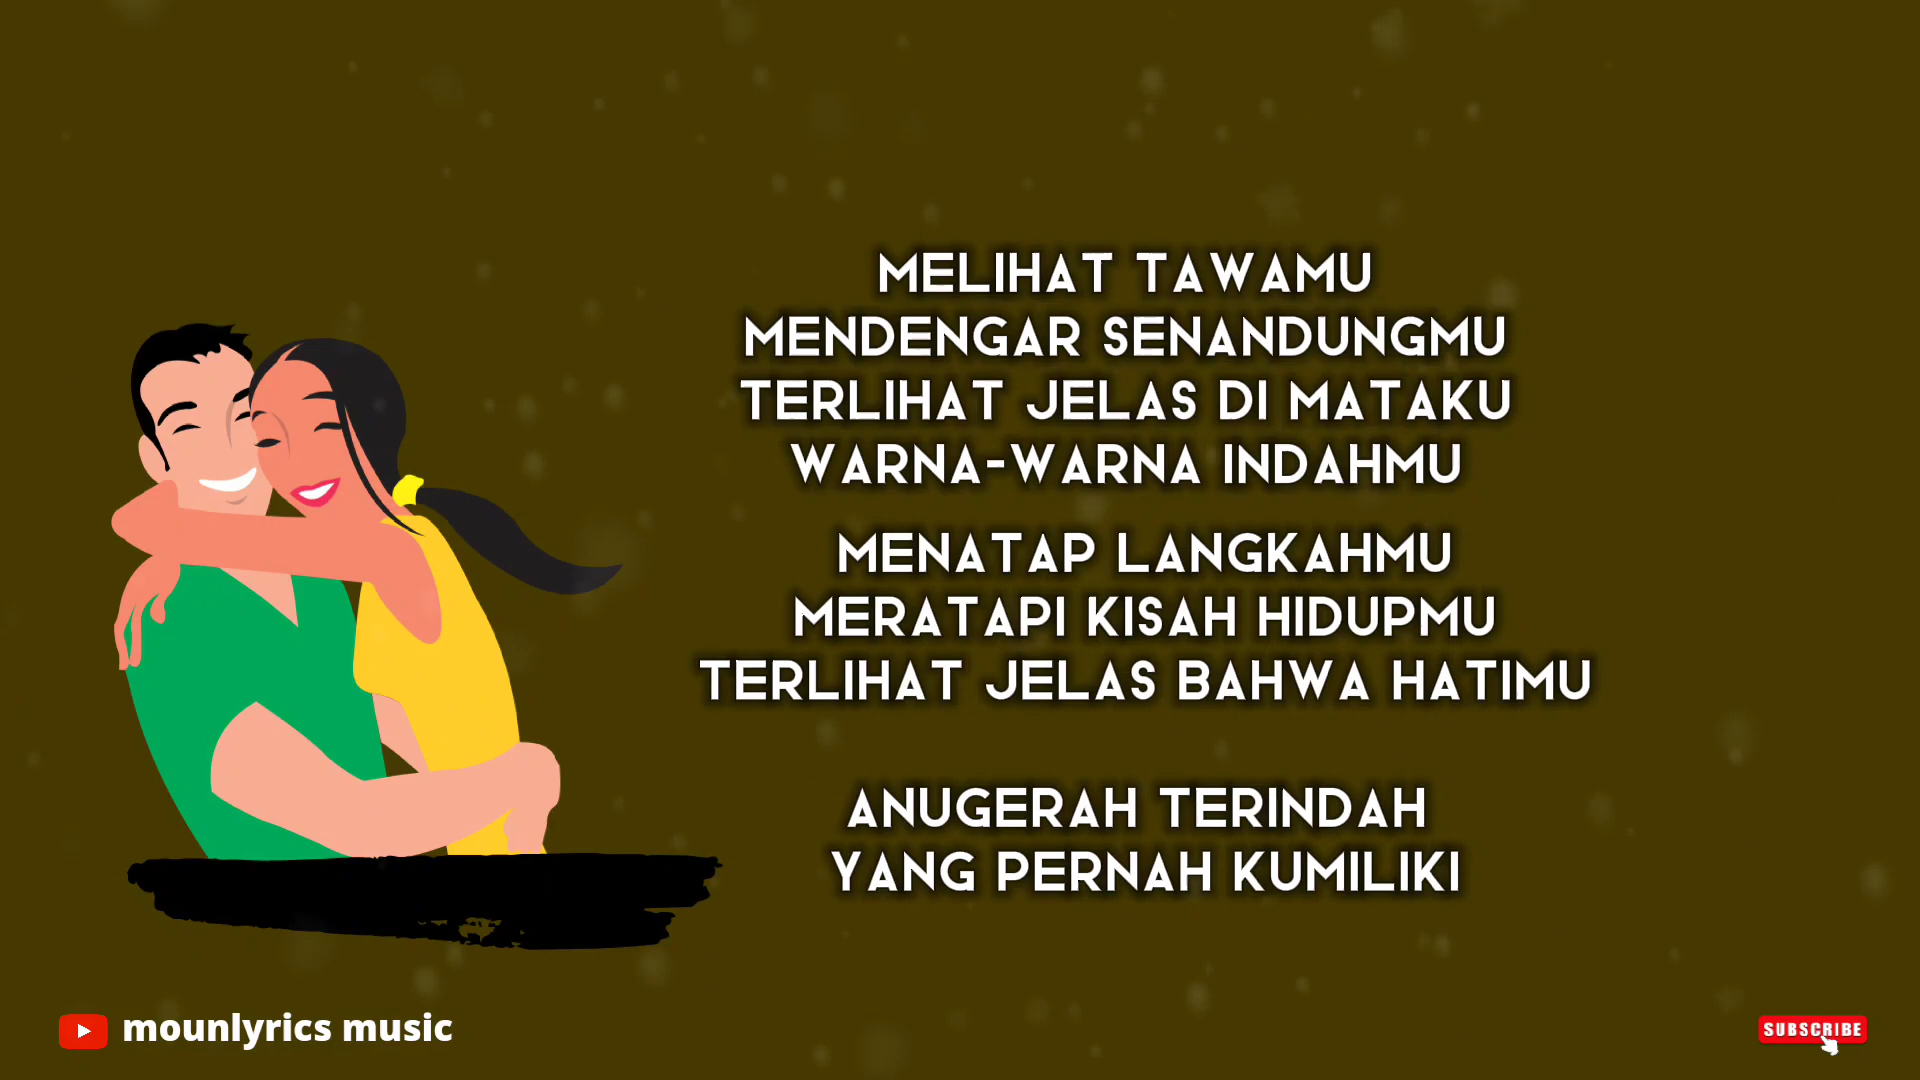 MELIHAT TAWAMU
MENDENGAR SENANDUNGMU
TERLIHAT JELAS DI MATAKU
WARNA-WARNA INDAHMU
MENATAP LANGKAHMU
MERATAPI KISAH HIDUPMU
TERLIHAT JELAS BAHWA HATIMU
ANUGERAH TERINDAH
YANG PERNAH KUMILIKI
mounlyrics music
SUBSCRIBE